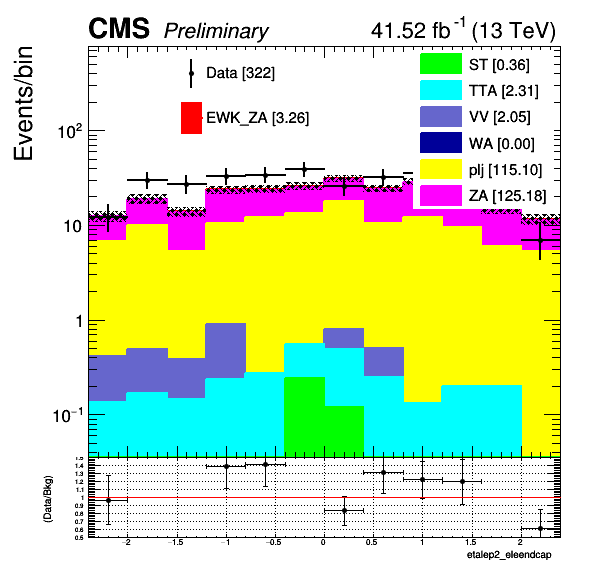 CMS Preliminary 41.52 fb⁻¹ (13 TeV)
Events/bin
Data [322]
EWK_ZA [3.26]
ST [0.36]
TTA [2.31]
VV [2.05]
WA [0.00]
plj [115.10]
ZA [125.18]
10²
10
1
10⁻¹
(Data/Bkg)
1.5
1.4
1.3
1.2
1.1
1
0.9
0.8
0.7
0.6
0.5
−2 −1.5 −1 −0.5 0 0.5 1 1.5 2
etalep2_eleendcap